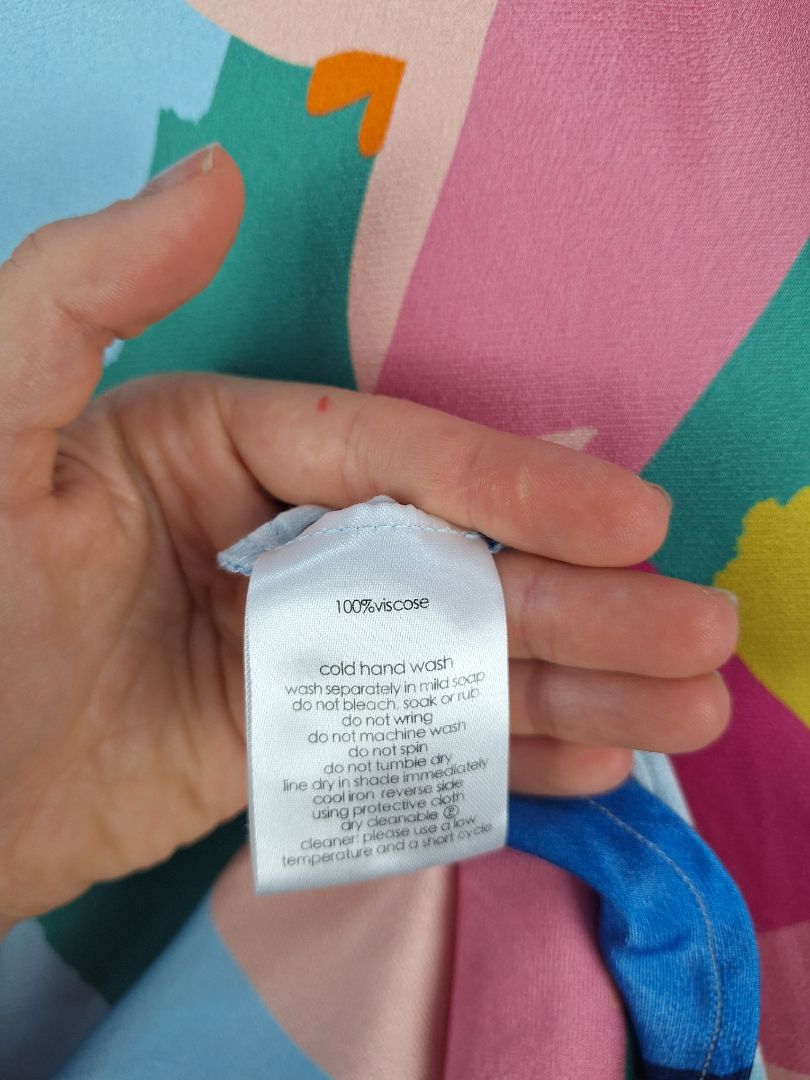 100%viscose
cold hand wash
wash separately in mild soap
do not bleach, soak or rub
do not wring
do not machine wash
do not spin
do not tumble dry
line dry in shade immediately
cool iron reverse side
using protective cloth
dry cleanable Ⓟ
cleaner: please use a low
temperature and a short cycle